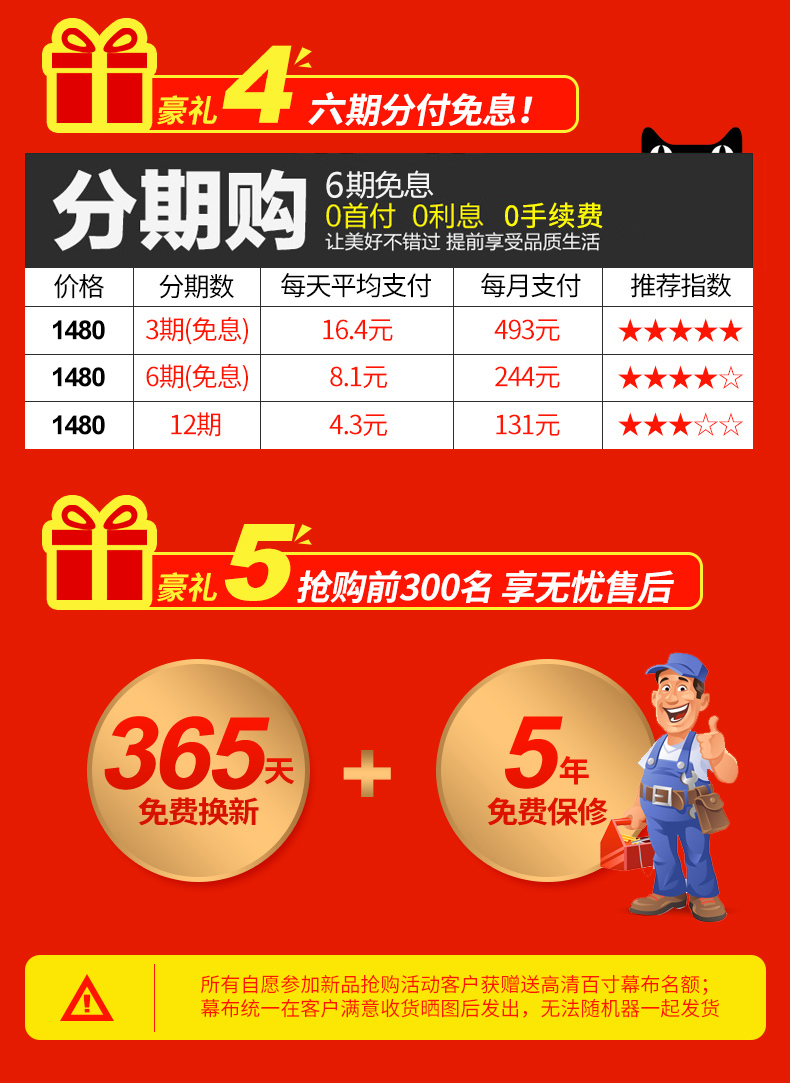 豪礼4 六期分付免息!
分期购
6期免息
0首付 0利息 0手续费
让美好不错过 提前享受品质生活
价格 分期数 每天平均支付 每月支付 推荐指数
1480 3期(免息) 16.4元 493元 ★★★★★
1480 6期(免息) 8.1元 244元 ★★★★☆
1480 12期 4.3元 131元 ★★★☆☆
豪礼5 抢购前300名 享无忧售后
365天
免费换新
+
5年
免费保修
所有自愿参加新品抢购活动客户获赠送高清百寸幕布名额；
幕布统一在客户满意收货晒图后发出，无法随机器一起发货